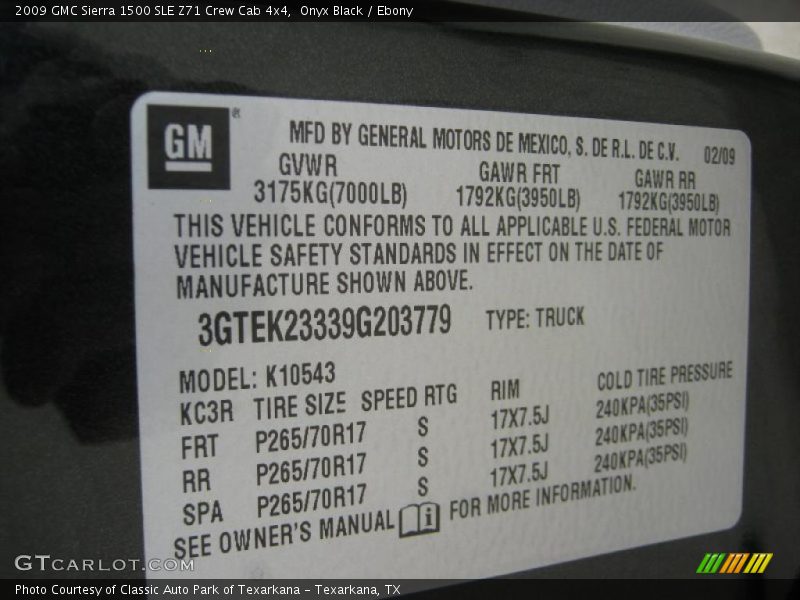 2009 GMC Sierra 1500 SLE Z71 Crew Cab 4x4,  Onyx Black / Ebony
GM®
MFD BY GENERAL MOTORS DE MEXICO, S. DE R.L. DE C.V. 02/09
GVWR GAWR FRT GAWR RR
3175KG(7000LB) 1792KG(3950LB) 1792KG(3950LB)
THIS VEHICLE CONFORMS TO ALL APPLICABLE U.S. FEDERAL MOTOR
VEHICLE SAFETY STANDARDS IN EFFECT ON THE DATE OF
MANUFACTURE SHOWN ABOVE.
3GTEK23339G203779 TYPE: TRUCK
MODEL: K10543
KC3R TIRE SIZE SPEED RTG RIM COLD TIRE PRESSURE
FRT P265/70R17 S 17X7.5J 240KPA(35PSI)
RR P265/70R17 S 17X7.5J 240KPA(35PSI)
SPA P265/70R17 S 17X7.5J 240KPA(35PSI)
SEE OWNER'S MANUAL i FOR MORE INFORMATION.
GTCARLOT.COM
Photo Courtesy of Classic Auto Park of Texarkana - Texarkana, TX